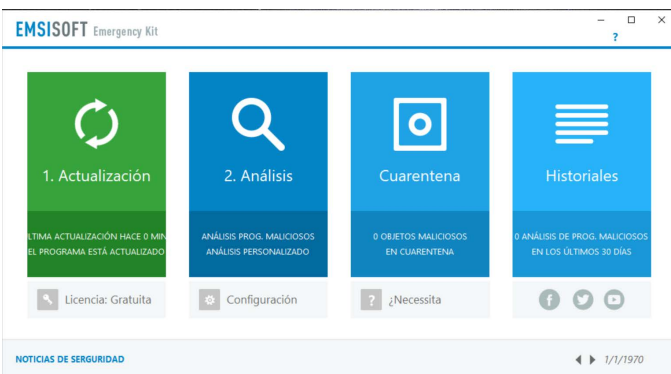 EMSISOFT Emergency Kit
?
1. Actualización
2. Análisis
Cuarentena
Historiales
LTIMA ACTUALIZACIÓN HACE 0 MIN
EL PROGRAMA ESTÁ ACTUALIZADO
ANÁLISIS PROG. MALICIOSOS
ANÁLISIS PERSONALIZADO
0 OBJETOS MALICIOSOS
EN CUARENTENA
0 ANÁLISIS DE PROG. MALICIOSOS
EN LOS ÚLTIMOS 30 DÍAS
Licencia: Gratuita
Configuración
? ¿Necessita
NOTICIAS DE SERGURIDAD
1/1/1970